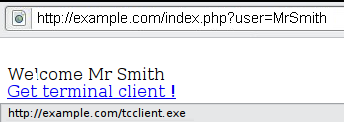 http://example.com/index.php?user=MrSmith
We'come Mr Smith
Get terminal client !
http://example.com/tcclient.exe